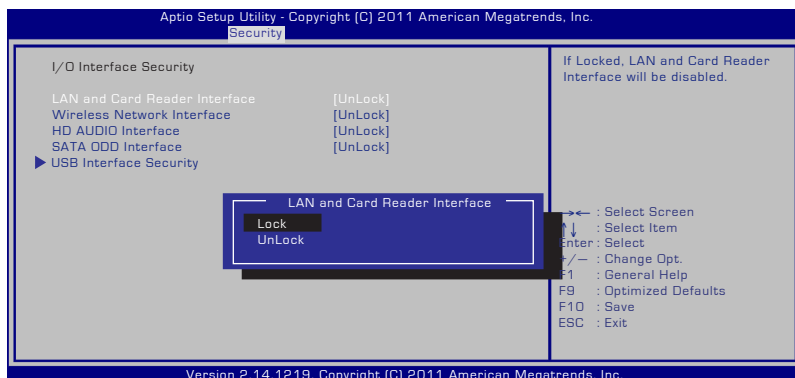 Aptio Setup Utility - Copyright (C) 2011 American Megatrends, Inc.
Security
I/O Interface Security
LAN and Card Reader Interface [UnLock]
Wireless Network Interface [UnLock]
HD AUDIO Interface [UnLock]
SATA ODD Interface [UnLock]
USB Interface Security
If Locked, LAN and Card Reader
Interface will be disabled.
LAN and Card Reader Interface
Lock
UnLock
→← : Select Screen
↑↓ : Select Item
Enter : Select
+/— : Change Opt.
F1 : General Help
F9 : Optimized Defaults
F10 : Save
ESC : Exit
Version 2.14.1219. Copyright (C) 2011 American Megatrends, Inc.